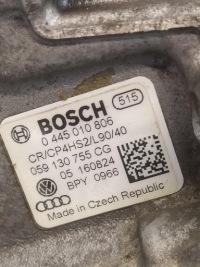 BOSCH 515
0 445 010 806
CR/CP4HS2/L90/40
059 130 755 CG
05 160824
BPY 0966
Made in Czech Republic